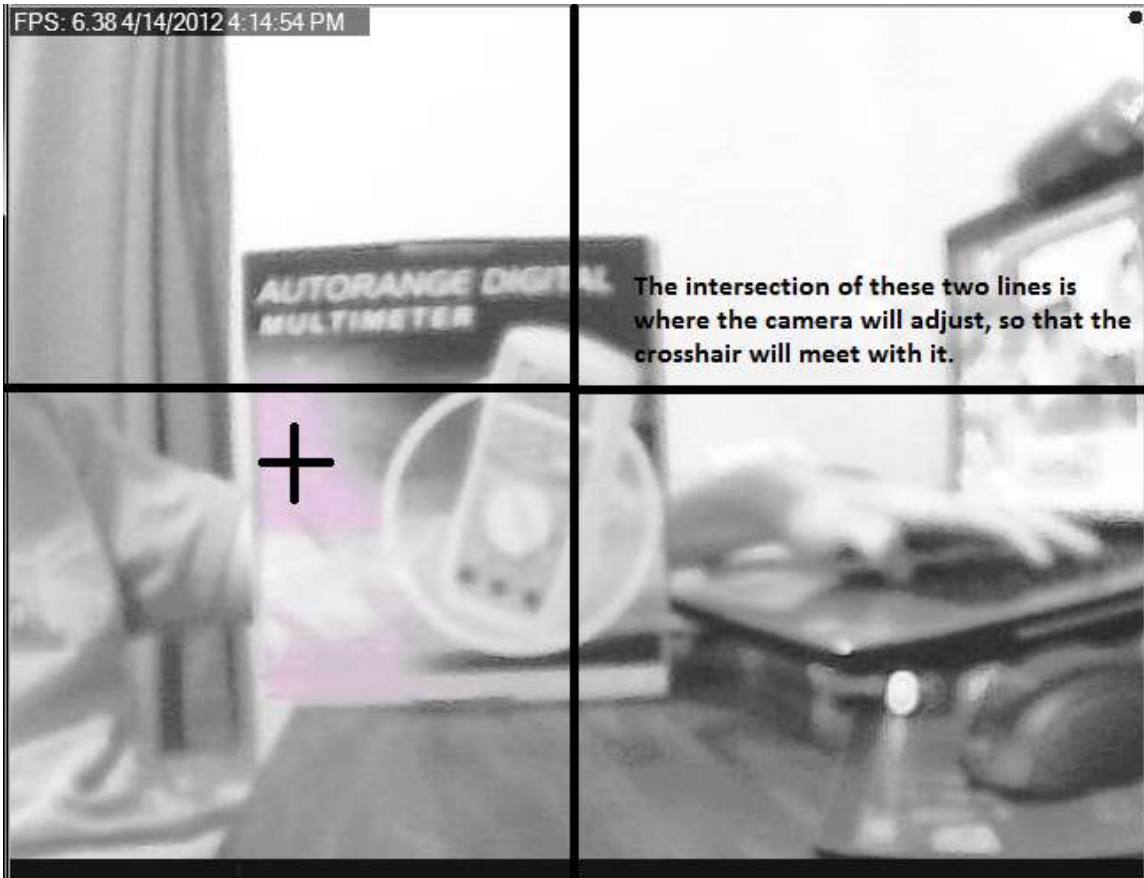 FPS: 6.38 4/14/2012 4:14:54 PM
AUTORANGE DIGITAL
MULTIMETER
The intersection of these two lines is
where the camera will adjust, so that the
crosshair will meet with it.